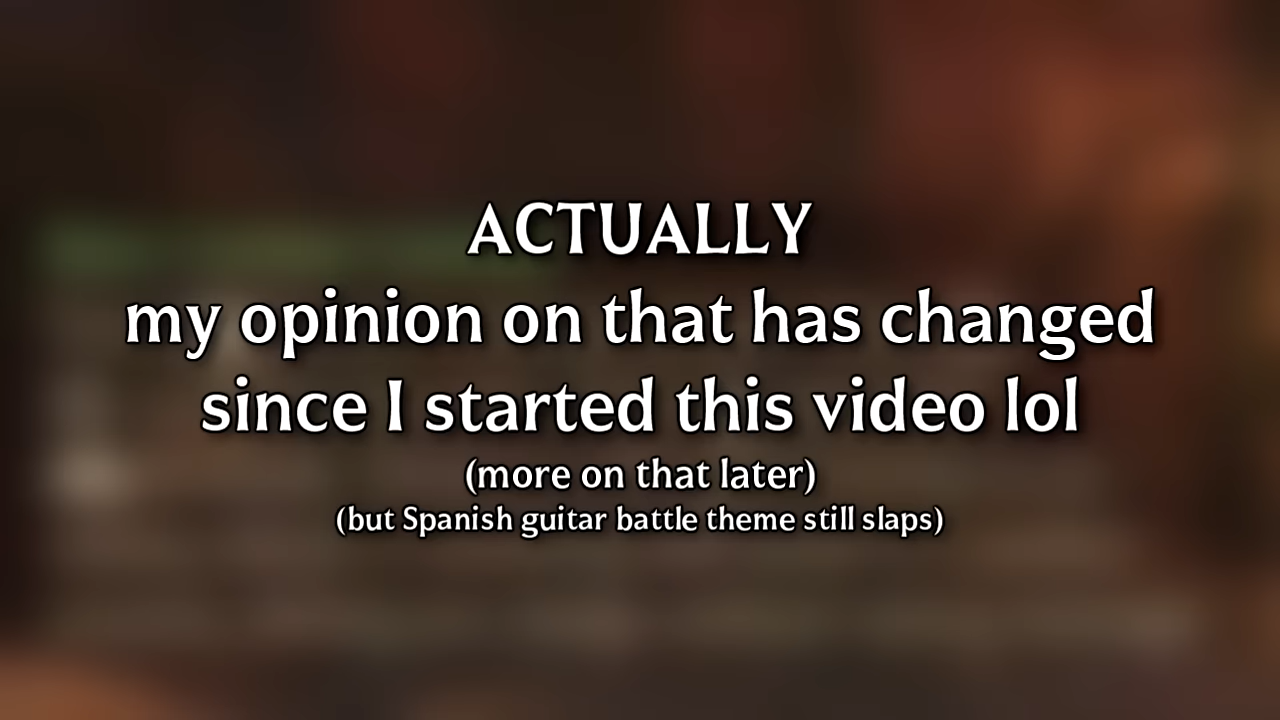 ACTUALLY
my opinion on that has changed
since I started this video lol
(more on that later)
(but Spanish guitar battle theme still slaps)